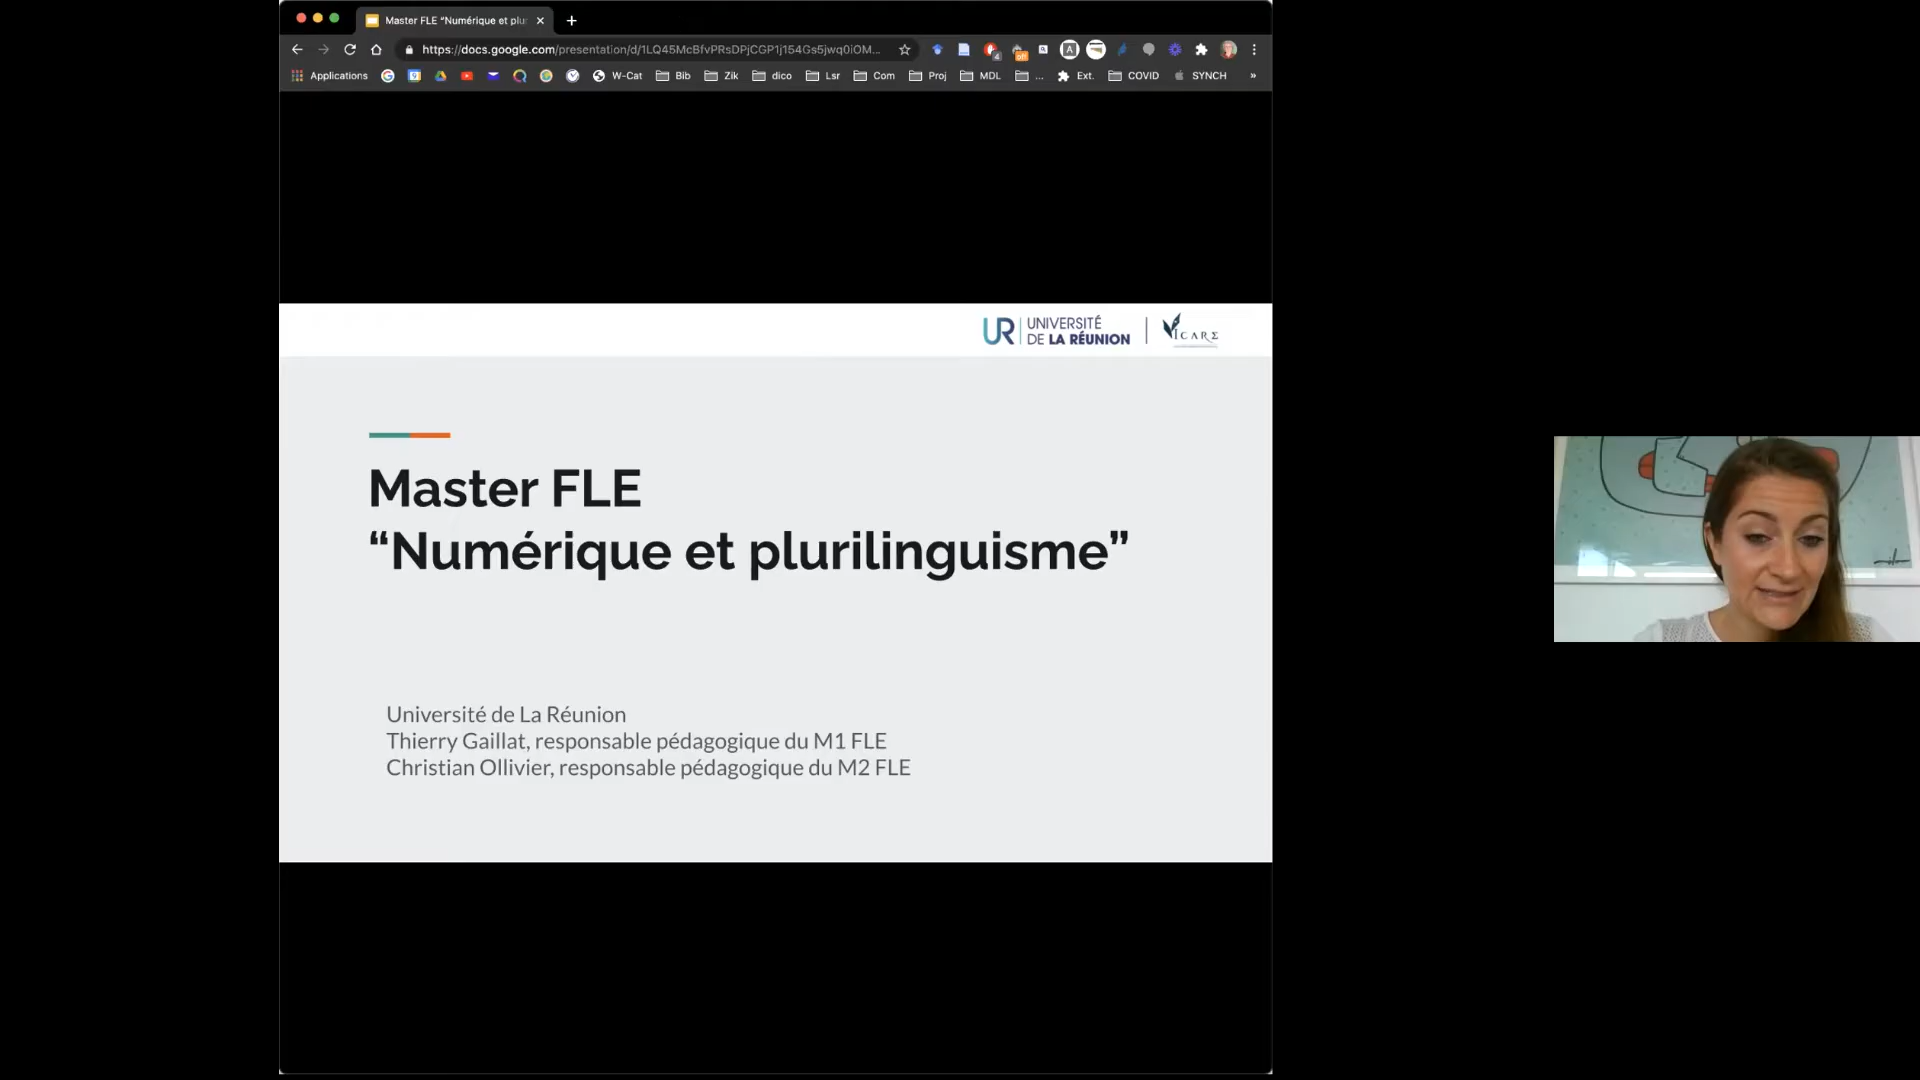 Master FLE “Numérique et plur
https://docs.google.com/presentation/d/1LQ45McBfvPRsDPjCGP1j154Gs5jwq0iOM...
Applications W-Cat Bib Zik dico Lsr Com Proj MDL ... Ext. COVID SYNCH »
UR UNIVERSITÉ
DE LA RÉUNION
ICARE
Master FLE
“Numérique et plurilinguisme”
Université de La Réunion
Thierry Gaillat, responsable pédagogique du M1 FLE
Christian Ollivier, responsable pédagogique du M2 FLE